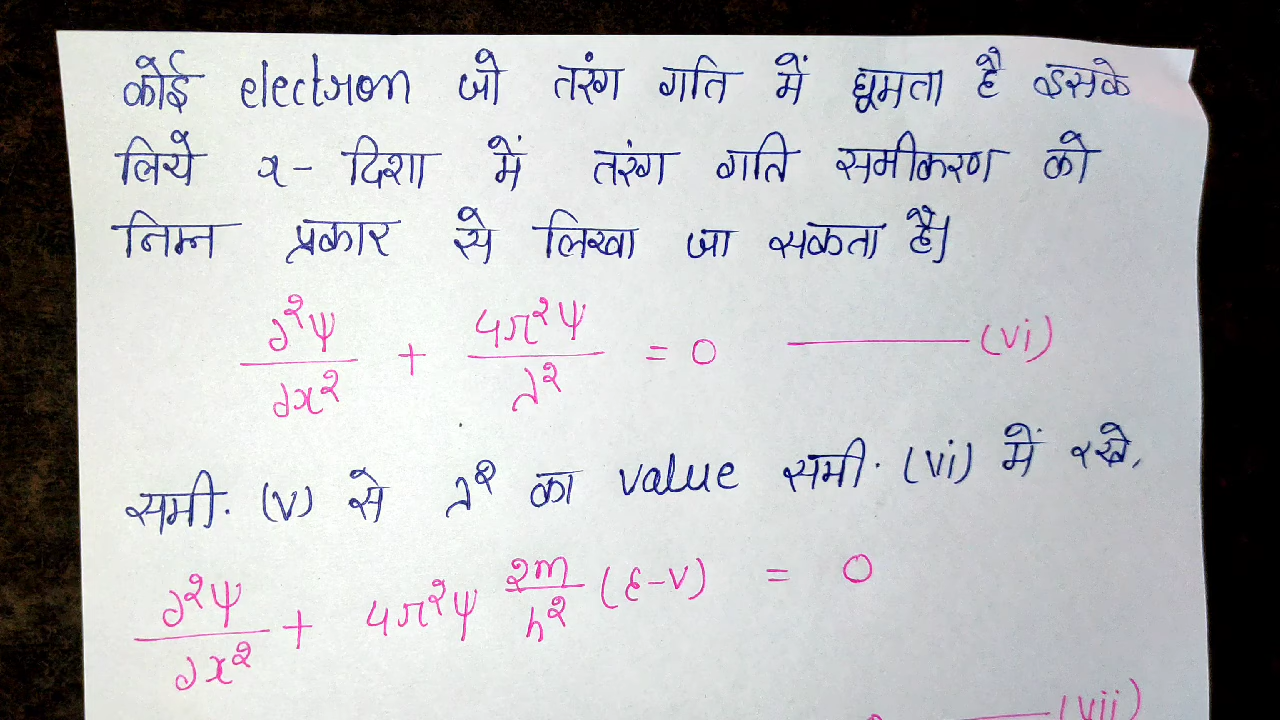 कोई electron जो तरंग गति में घूमता है इसके
लिये x- दिशा में तरंग गति समीकरण को
निम्न प्रकार से लिखा जा सकता है।
∂²ψ/∂x² + 4π²ψ/λ² = 0 ——— (vi)
समी. (v) से λ² का value समी. (vi) में रखे,
∂²ψ/∂x² + 4π²ψ 2m/h² (E-V) = 0
——— (vii)